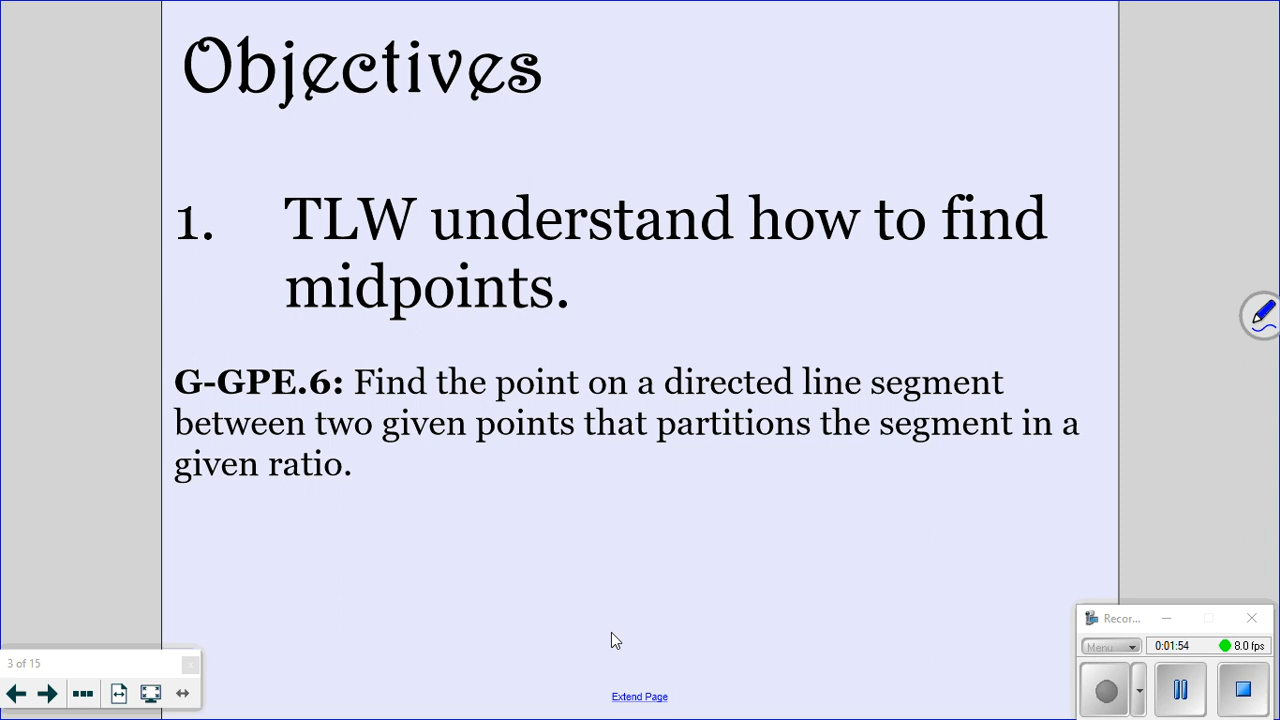 Objectives
1. TLW understand how to find
midpoints.
G-GPE.6: Find the point on a directed line segment
between two given points that partitions the segment in a
given ratio.
3 of 15
x
Extend Page
Recor...
Menu
0:01:54
8.0 fps